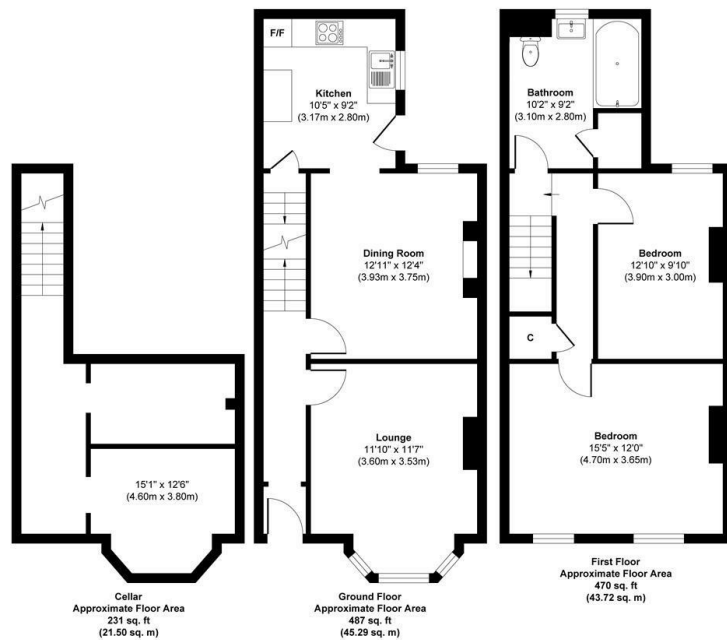 F/F
Kitchen
10'5" x 9'2"
(3.17m x 2.80m)
Bathroom
10'2" x 9'2"
(3.10m x 2.80m)
Dining Room
12'11" x 12'4"
(3.93m x 3.75m)
Bedroom
12'10" x 9'10"
(3.90m x 3.00m)
C
Lounge
11'10" x 11'7"
(3.60m x 3.53m)
Bedroom
15'5" x 12'0"
(4.70m x 3.65m)
15'1" x 12'6"
(4.60m x 3.80m)
Cellar
Approximate Floor Area
231 sq. ft
(21.50 sq. m)
Ground Floor
Approximate Floor Area
487 sq. ft
(45.29 sq. m)
First Floor
Approximate Floor Area
470 sq. ft
(43.72 sq. m)